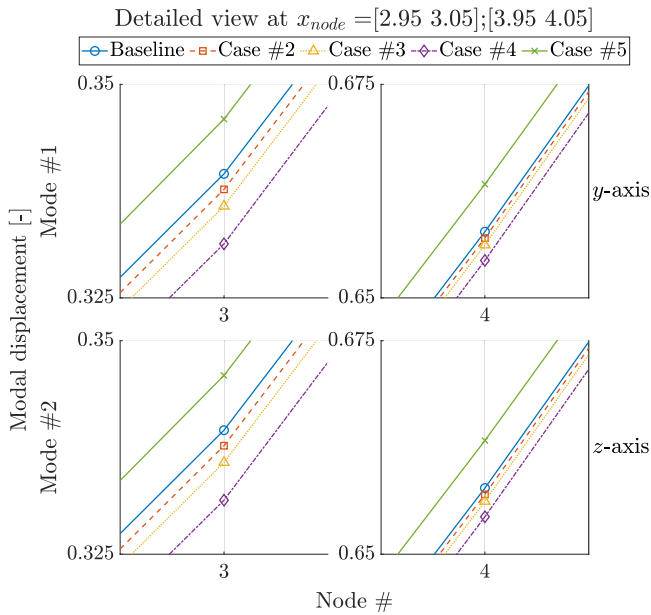 Detailed view at x_node =[2.95 3.05];[3.95 4.05]
Baseline Case #2 Case #3 Case #4 Case #5
0.35 0.675
Mode #1
y-axis
0.325 0.65
3 4
Modal displacement [-]
0.35 0.675
Mode #2
z-axis
0.325 0.65
3 4
Node #